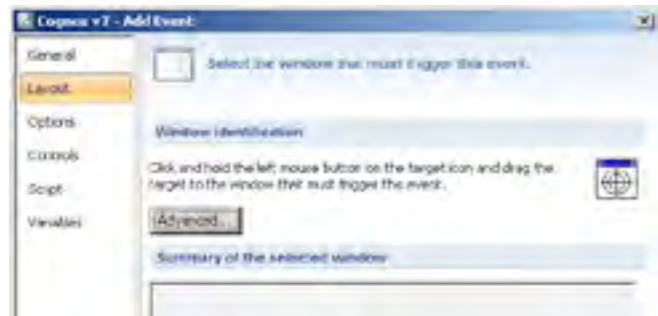 Cognos v7 - Add Event
General
Select the window that must trigger this event.
Layout
Options
Window identification
Controls
Click and hold the left mouse button on the target icon and drag the
target to the window that must trigger the event.
Script
Variables
Advanced...
Summary of the selected window